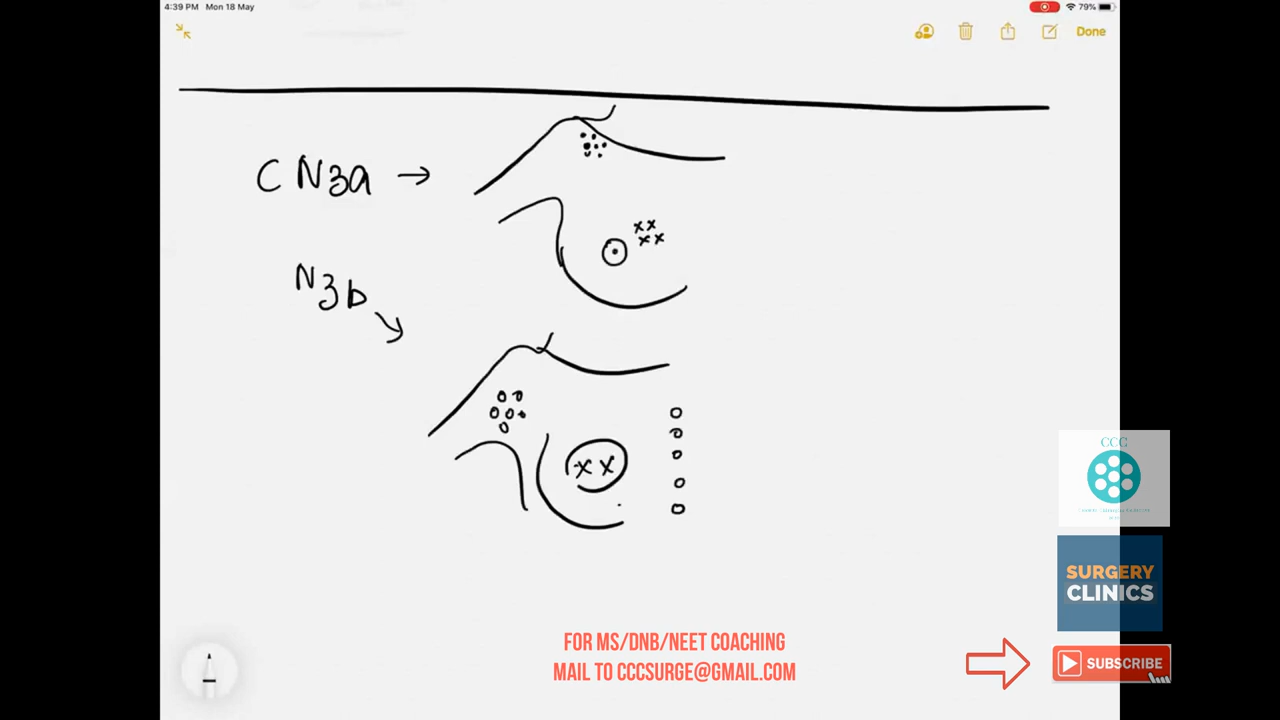 4:39 PM Mon 18 May
79%
Done
CN3a →
N3b
CCC
SURGERY
CLINICS
FOR MS/DNB/NEET COACHING
MAIL TO CCCSURGE@GMAIL.COM
SUBSCRIBE